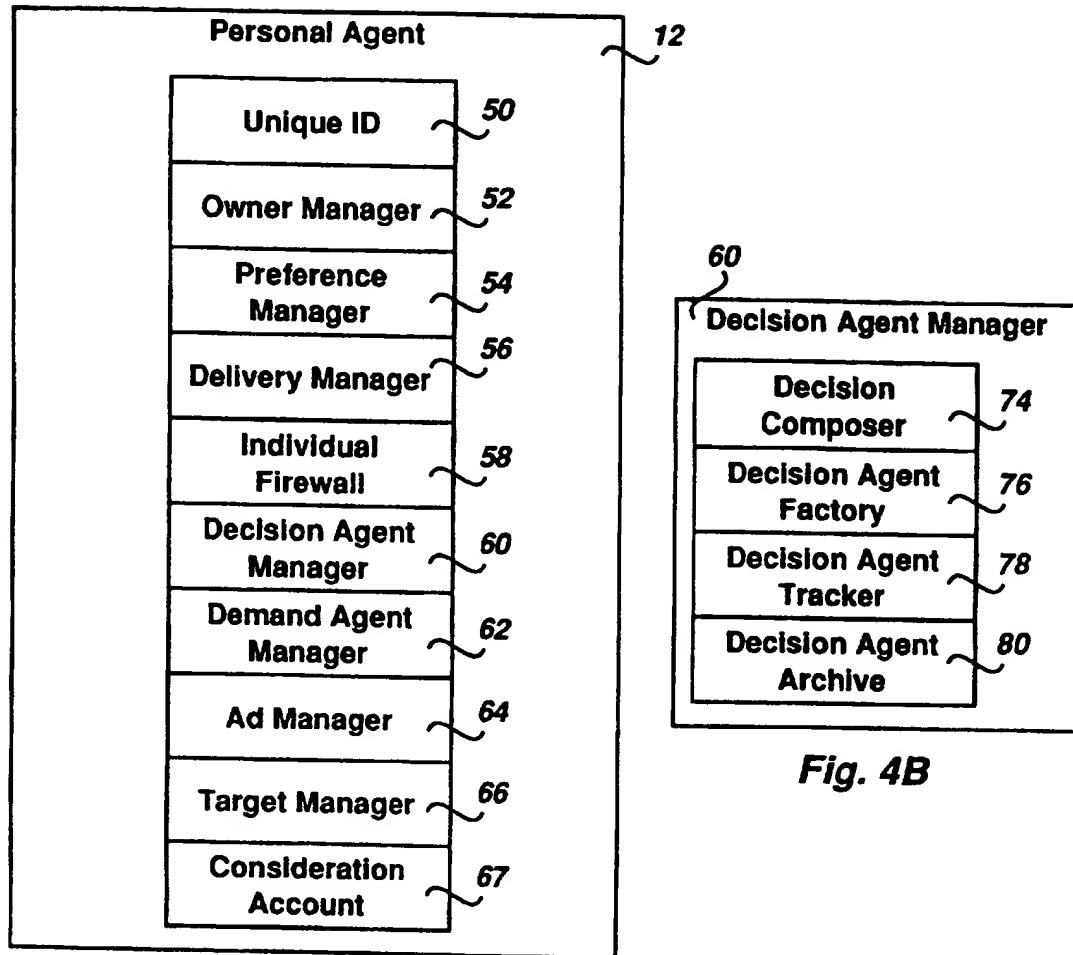 Personal Agent
12
Unique ID
50
Owner Manager
52
Preference
Manager
54
Delivery Manager
56
Individual
Firewall
58
Decision Agent
Manager
60
Demand Agent
Manager
62
Ad Manager
64
Target Manager
66
Consideration
Account
67
60
Decision Agent Manager
Decision
Composer
74
Decision Agent
Factory
76
Decision Agent
Tracker
78
Decision Agent
Archive
80
Fig. 4B